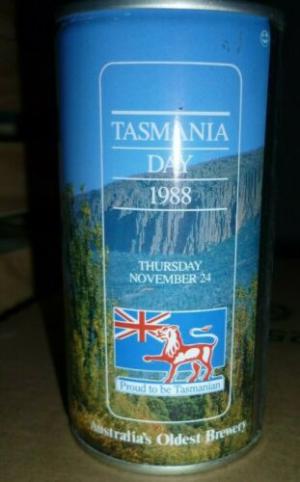 TASMANIA
DAY
1988
THURSDAY
NOVEMBER 24
Proud to be Tasmanian
Australia's Oldest Brewery